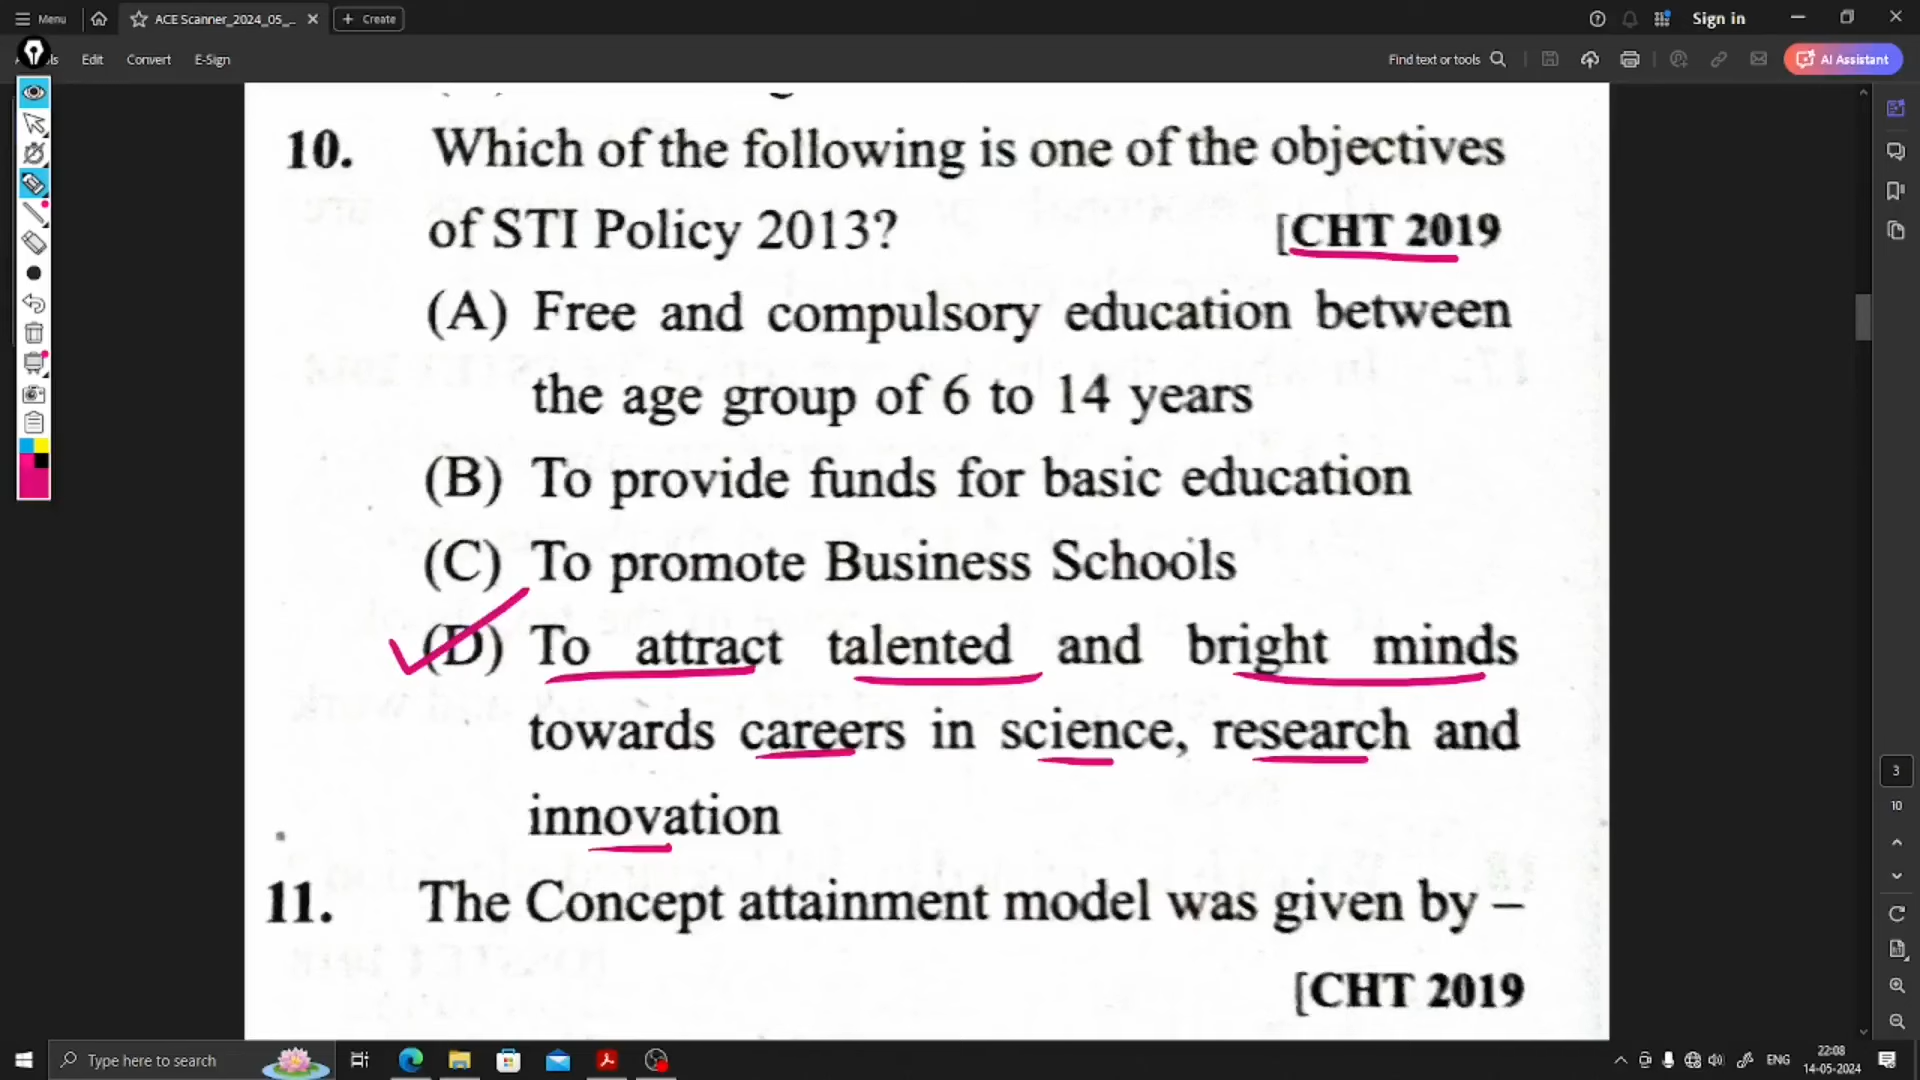 Menu
ACE Scanner_2024_05_...
Create
Sign in
Edit
Convert
E-Sign
Find text or tools
AI Assistant
10. Which of the following is one of the objectives
of STI Policy 2013? [CHT 2019
(A) Free and compulsory education between
the age group of 6 to 14 years
(B) To provide funds for basic education
(C) To promote Business Schools
(D) To attract talented and bright minds
towards careers in science, research and
innovation
11. The Concept attainment model was given by –
[CHT 2019
3
10
Type here to search
ENG
22:08
14-05-2024